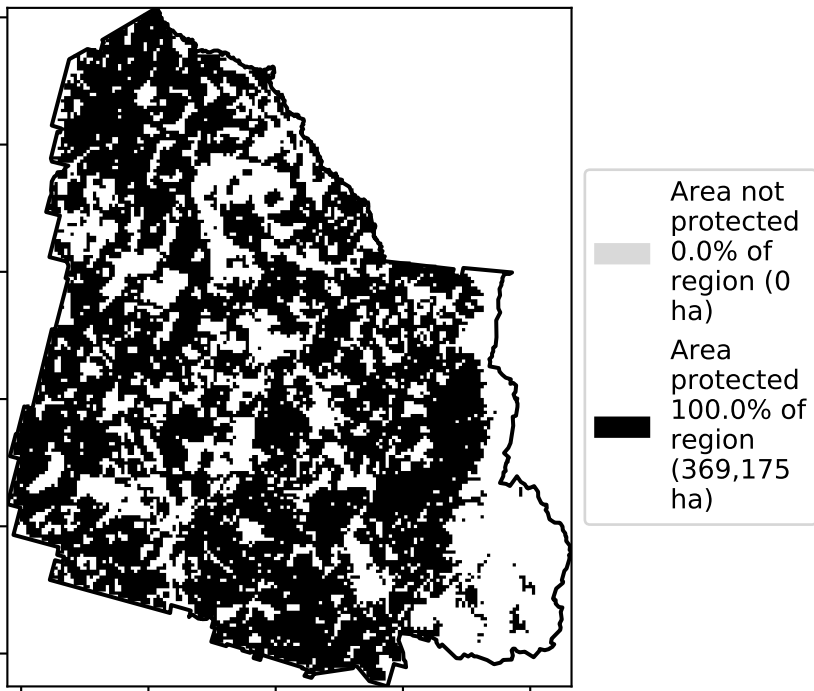 Area not
protected
0.0% of
region (0
ha)
Area
protected
100.0% of
region
(369,175
ha)